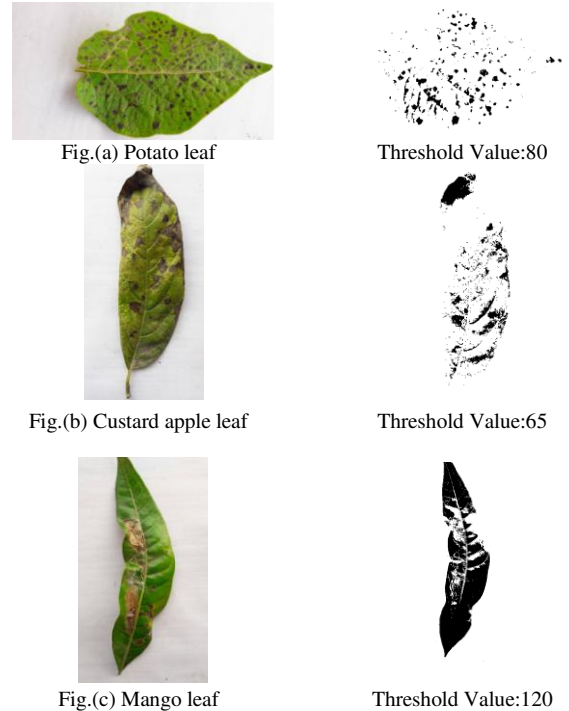 Fig.(a) Potato leaf
Threshold Value:80
Fig.(b) Custard apple leaf
Threshold Value:65
Fig.(c) Mango leaf
Threshold Value:120